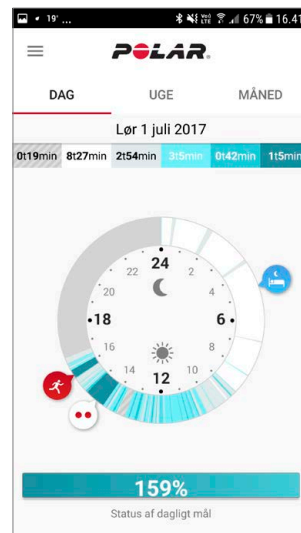 19' ...
67% 16.41
POLAR
DAG UGE MÅNED
Lør 1 juli 2017
0t19min 8t27min 2t54min 3t5min 0t42min 1t5min
24
22 2
20 4
18 6
16 8
14 10
12
159%
Status af dagligt mål